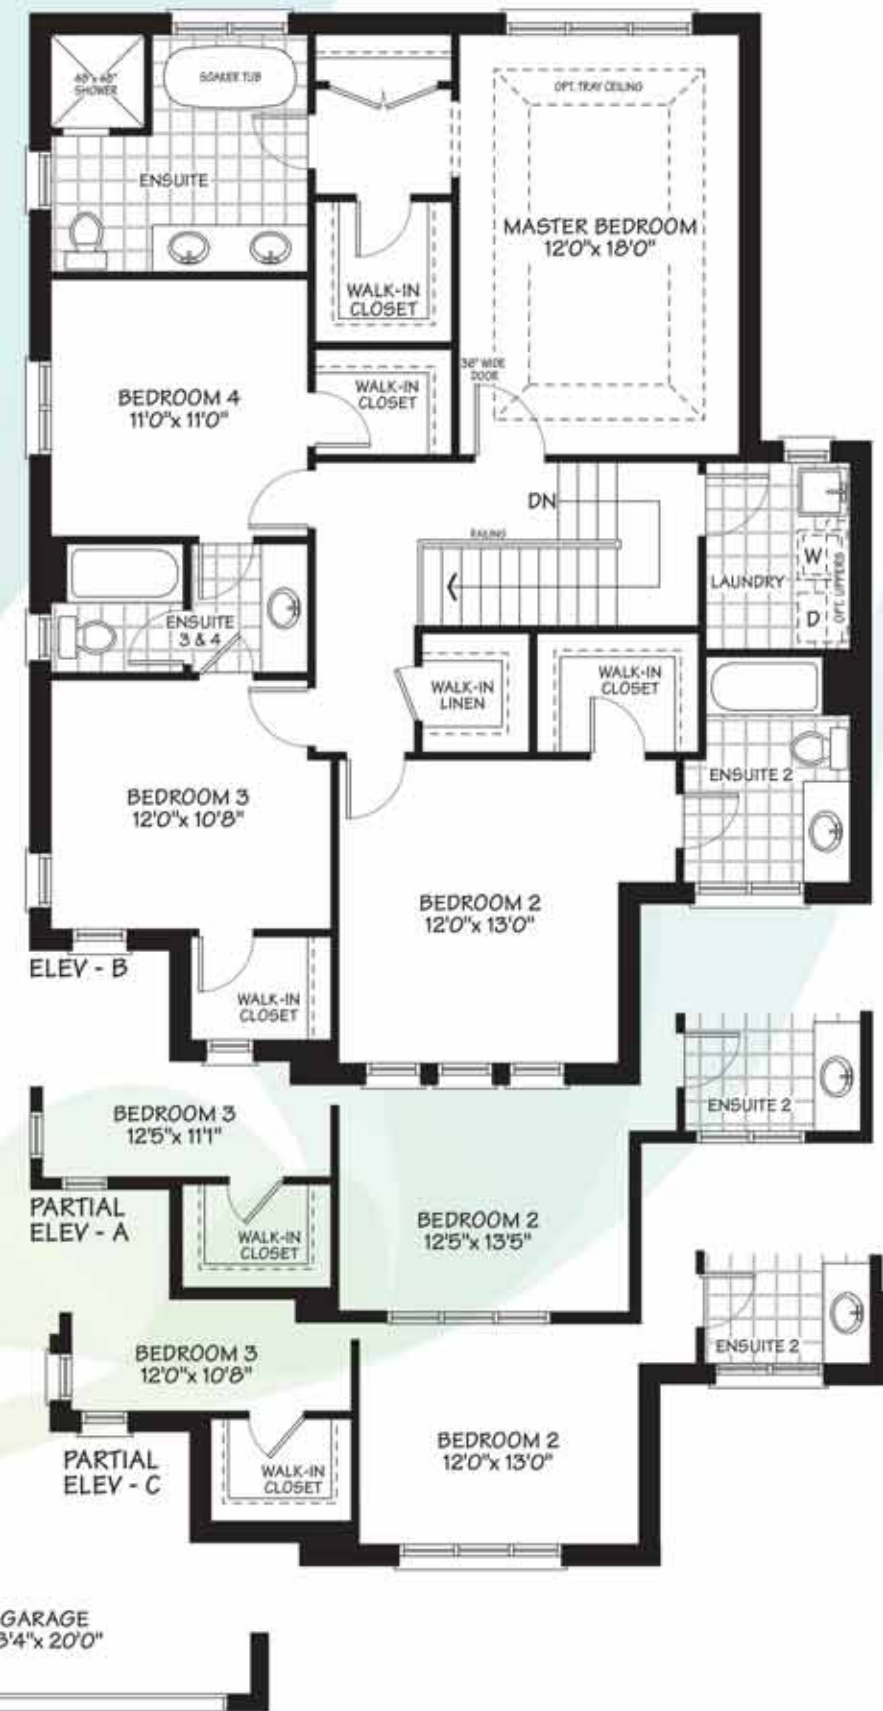 48"x 48"
SHOWER
SOAKER TUB
OPT. TRAY CEILING
ENSUITE
MASTER BEDROOM
12'0"x 18'0"
WALK-IN
CLOSET
36" WIDE
DOOR
BEDROOM 4
11'0"x 11'0"
WALK-IN
CLOSET
DN
RAILING
LAUNDRY
W
D
OPT. UPPERS
ENSUITE
3 & 4
WALK-IN
LINEN
WALK-IN
CLOSET
ENSUITE 2
BEDROOM 3
12'0"x 10'8"
BEDROOM 2
12'0"x 13'0"
ELEV - B
WALK-IN
CLOSET
ENSUITE 2
BEDROOM 3
12'5"x 11'1"
PARTIAL
ELEV - A
WALK-IN
CLOSET
BEDROOM 2
12'5"x 13'5"
ENSUITE 2
BEDROOM 3
12'0"x 10'8"
PARTIAL
ELEV - C
WALK-IN
CLOSET
BEDROOM 2
12'0"x 13'0"
GARAGE
3'4"x 20'0"